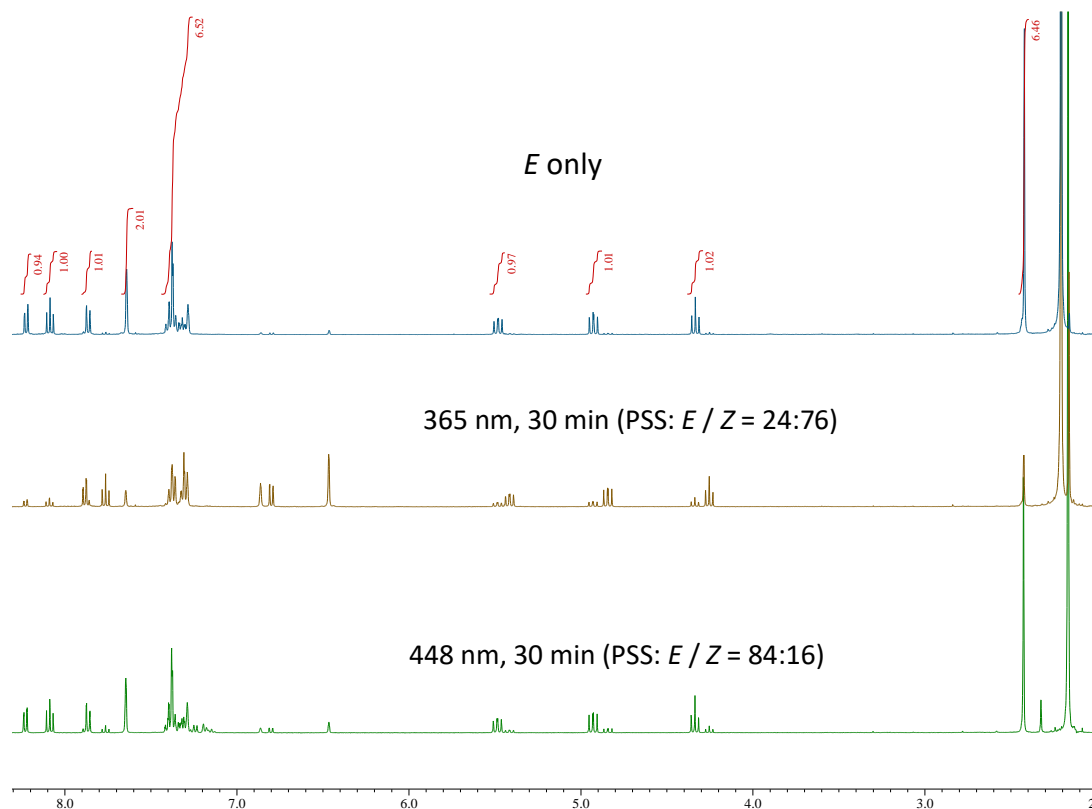 0.94
1.00
1.01
2.01
6.52
0.97
1.01
1.02
6.46
E only
365 nm, 30 min (PSS: E / Z = 24:76)
448 nm, 30 min (PSS: E / Z = 84:16)
8.0 7.0 6.0 5.0 4.0 3.0